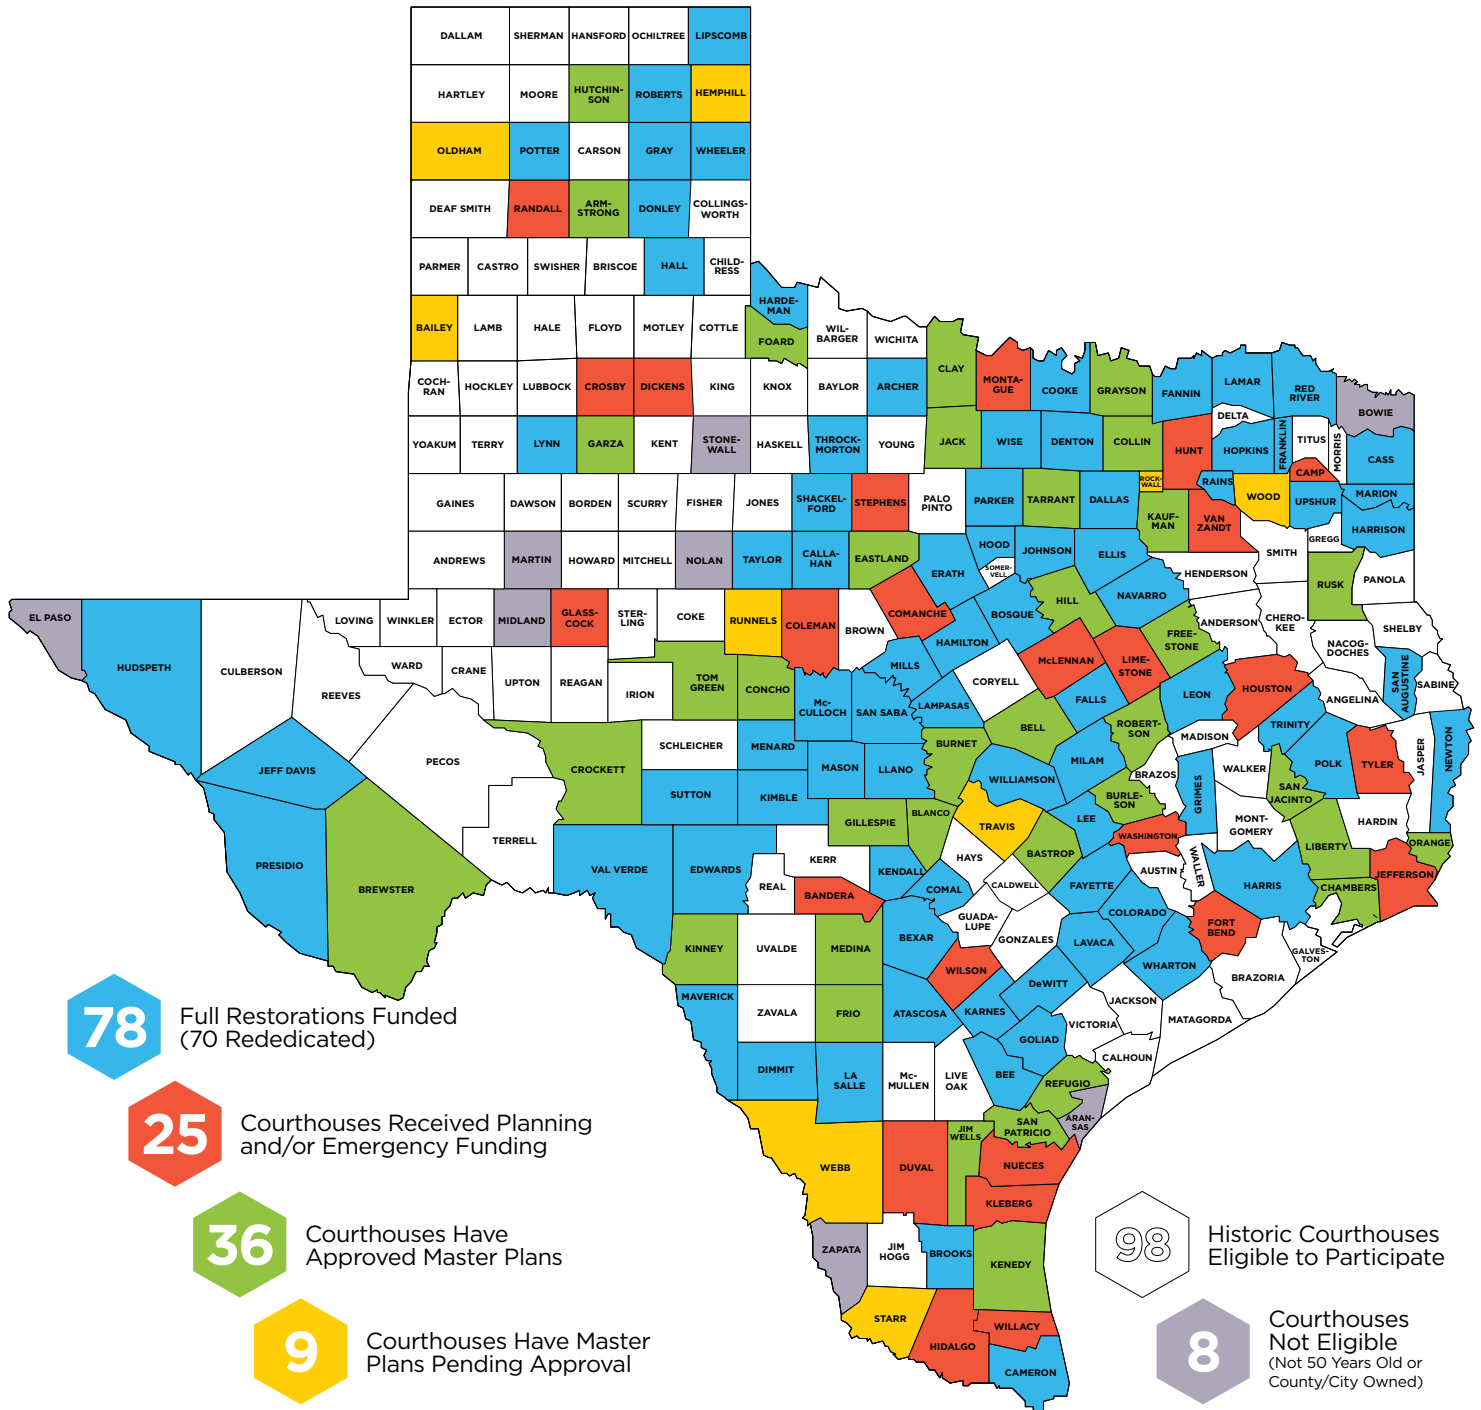 DALLAM
SHERMAN
HANSFORD
OCHILTREE
LIPSCOMB
HARTLEY
MOORE
HUTCHIN-
SON
ROBERTS
HEMPHILL
OLDHAM
POTTER
CARSON
GRAY
WHEELER
DEAF SMITH
RANDALL
ARM-
STRONG
DONLEY
COLLINGS-
WORTH
PARMER
CASTRO
SWISHER
BRISCOE
HALL
CHILD-
RESS
BAILEY
LAMB
HALE
FLOYD
MOTLEY
COTTLE
HARDE-
MAN
FOARD
WIL-
BARGER
WICHITA
CLAY
MONTA-
GUE
COOKE
GRAYSON
FANNIN
LAMAR
RED
RIVER
BOWIE
COCH-
RAN
HOCKLEY
LUBBOCK
CROSBY
DICKENS
KING
KNOX
BAYLOR
ARCHER
DELTA
YOAKUM
TERRY
LYNN
GARZA
KENT
STONE-
WALL
HASKELL
THROCK-
MORTON
YOUNG
JACK
WISE
DENTON
COLLIN
HUNT
HOPKINS
FRANKLIN
TITUS
MORRIS
CASS
CAMP
GAINES
DAWSON
BORDEN
SCURRY
FISHER
JONES
SHACKEL-
FORD
STEPHENS
PALO
PINTO
PARKER
TARRANT
DALLAS
ROCK-
WALL
RAINS
WOOD
UPSHUR
MARION
KAUF-
MAN
VAN
ZANDT
HARRISON
GREGG
ANDREWS
MARTIN
HOWARD
MITCHELL
NOLAN
TAYLOR
CALLA-
HAN
EASTLAND
ERATH
HOOD
SOMER-
VELL
JOHNSON
ELLIS
HENDERSON
SMITH
RUSK
PANOLA
EL PASO
HUDSPETH
CULBERSON
LOVING
WINKLER
ECTOR
MIDLAND
GLASS-
COCK
STER-
LING
COKE
RUNNELS
COLEMAN
BROWN
COMANCHE
HAMILTON
BOSQUE
HILL
NAVARRO
FREE-
STONE
ANDERSON
CHERO-
KEE
NACOG-
DOCHES
SHELBY
REEVES
WARD
CRANE
UPTON
REAGAN
IRION
TOM
GREEN
CONCHO
McCULLOCH
SAN SABA
MILLS
LAMPASAS
CORYELL
McLENNAN
LIME-
STONE
FALLS
LEON
HOUSTON
ANGELINA
SAN
AUGUSTINE
SABINE
JEFF DAVIS
PECOS
CROCKETT
SCHLEICHER
MENARD
MASON
LLANO
BURNET
BELL
MILAM
ROBERT-
SON
MADISON
TRINITY
POLK
TYLER
JASPER
NEWTON
SUTTON
KIMBLE
GILLESPIE
BLANCO
WILLIAMSON
TRAVIS
LEE
BURLE-
SON
BRAZOS
GRIMES
WALKER
SAN
JACINTO
HARDIN
PRESIDIO
BREWSTER
TERRELL
VAL VERDE
EDWARDS
REAL
KERR
BANDERA
KENDALL
COMAL
HAYS
CALDWELL
BASTROP
FAYETTE
WASHINGTON
AUSTIN
WALLER
MONT-
GOMERY
LIBERTY
ORANGE
JEFFERSON
CHAMBERS
HARRIS
KINNEY
UVALDE
MEDINA
BEXAR
GUADA-
LUPE
GONZALES
LAVACA
COLORADO
FORT
BEND
GALVES-
TON
BRAZORIA
WHARTON
WILSON
DeWITT
MAVERICK
ZAVALA
FRIO
ATASCOSA
KARNES
GOLIAD
VICTORIA
JACKSON
MATAGORDA
CALHOUN
DIMMIT
LA
SALLE
Mc-
MULLEN
LIVE
OAK
BEE
REFUGIO
ARAN-
SAS
SAN
PATRICIO
WEBB
DUVAL
JIM
WELLS
NUECES
KLEBERG
ZAPATA
JIM
HOGG
BROOKS
KENEDY
STARR
HIDALGO
WILLACY
CAMERON
78
Full Restorations Funded
(70 Rededicated)
25
Courthouses Received Planning
and/or Emergency Funding
36
Courthouses Have
Approved Master Plans
9
Courthouses Have Master
Plans Pending Approval
98
Historic Courthouses
Eligible to Participate
8
Courthouses
Not Eligible
(Not 50 Years Old or
County/City Owned)